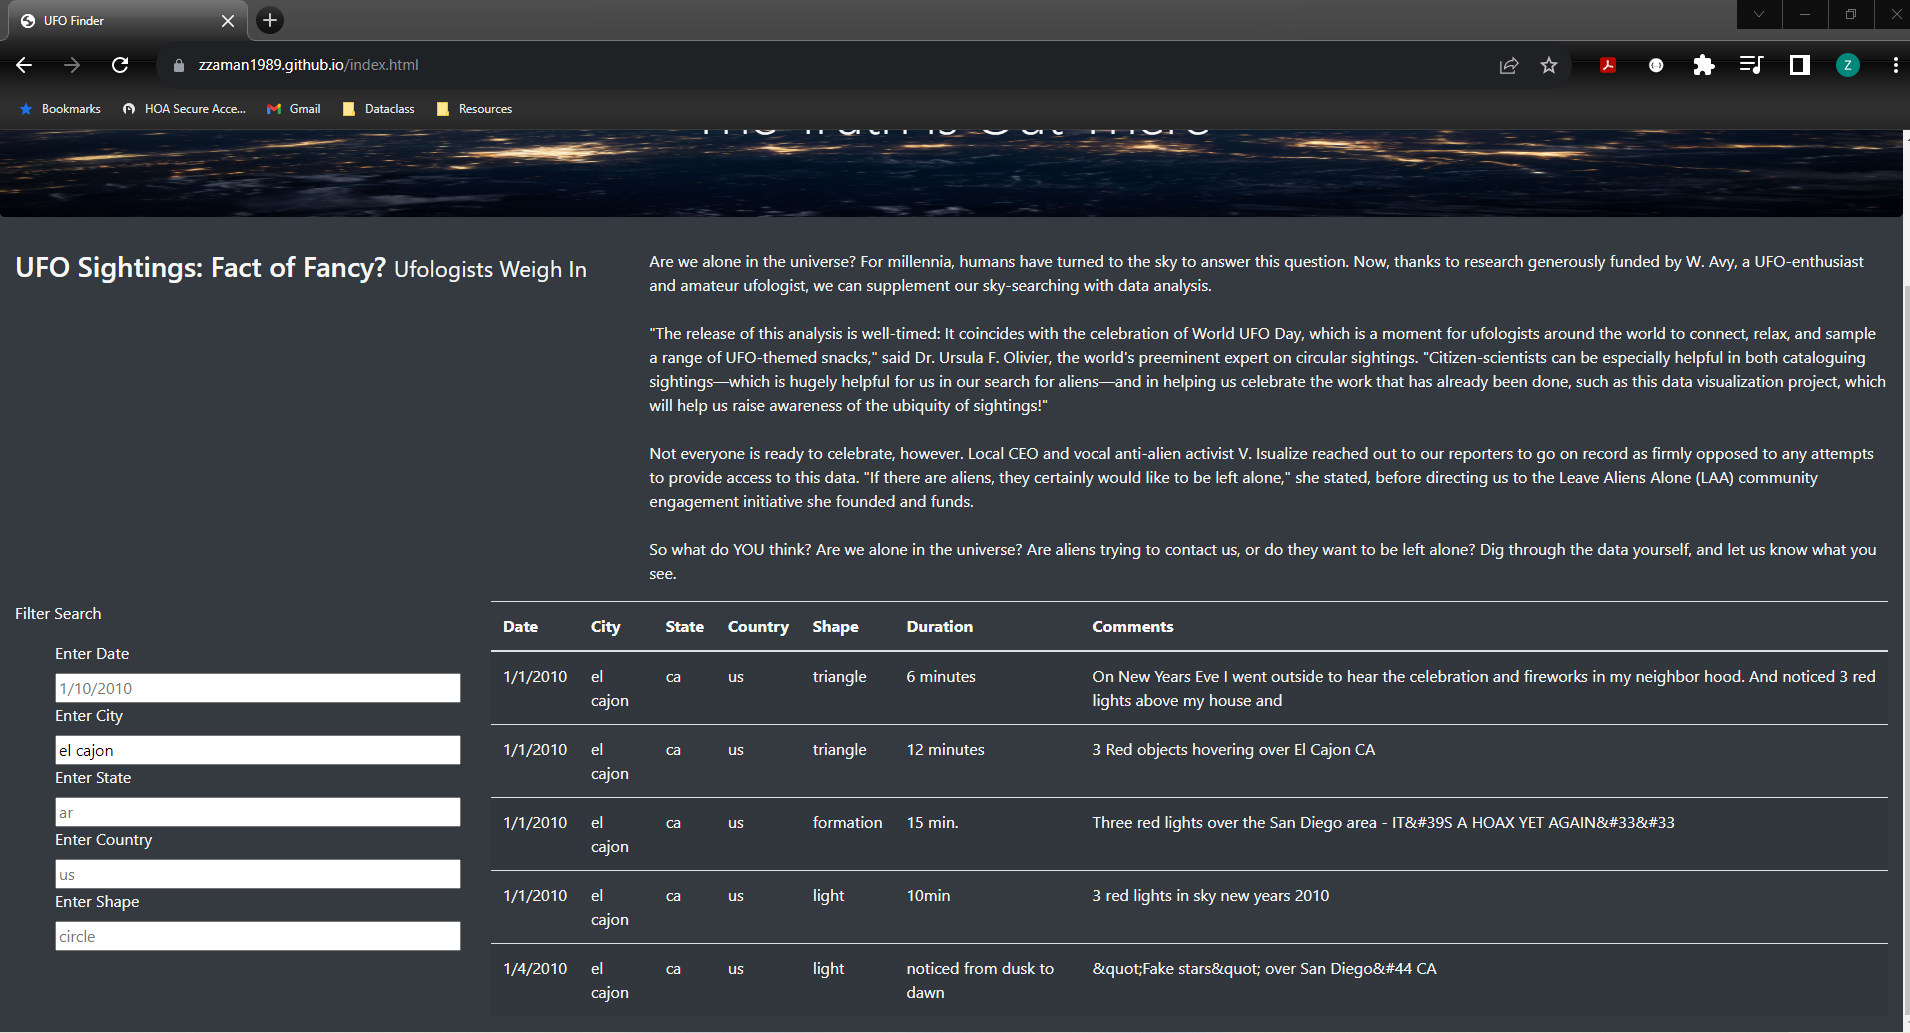 UFO Finder
zzaman1989.github.io/index.html
Z
Bookmarks
HOA Secure Acce...
Gmail
Dataclass
Resources
The Truth Is Out There
UFO Sightings: Fact of Fancy? Ufologists Weigh In
Are we alone in the universe? For millennia, humans have turned to the sky to answer this question. Now, thanks to research generously funded by W. Avy, a UFO-enthusiast
and amateur ufologist, we can supplement our sky-searching with data analysis.
"The release of this analysis is well-timed: It coincides with the celebration of World UFO Day, which is a moment for ufologists around the world to connect, relax, and sample
a range of UFO-themed snacks," said Dr. Ursula F. Olivier, the world's preeminent expert on circular sightings. "Citizen-scientists can be especially helpful in both cataloguing
sightings—which is hugely helpful for us in our search for aliens—and in helping us celebrate the work that has already been done, such as this data visualization project, which
will help us raise awareness of the ubiquity of sightings!"
Not everyone is ready to celebrate, however. Local CEO and vocal anti-alien activist V. Isualize reached out to our reporters to go on record as firmly opposed to any attempts
to provide access to this data. "If there are aliens, they certainly would like to be left alone," she stated, before directing us to the Leave Aliens Alone (LAA) community
engagement initiative she founded and funds.
So what do YOU think? Are we alone in the universe? Are aliens trying to contact us, or do they want to be left alone? Dig through the data yourself, and let us know what you
see.
Filter Search
Enter Date
1/10/2010
Enter City
el cajon
Enter State
ar
Enter Country
us
Enter Shape
circle
Date City State Country Shape Duration Comments
1/1/2010 el cajon ca us triangle 6 minutes On New Years Eve I went outside to hear the celebration and fireworks in my neighbor hood. And noticed 3 red
lights above my house and
1/1/2010 el cajon ca us triangle 12 minutes 3 Red objects hovering over El Cajon CA
1/1/2010 el cajon ca us formation 15 min. Three red lights over the San Diego area - IT&#39S A HOAX YET AGAIN&#33&#33
1/1/2010 el cajon ca us light 10min 3 red lights in sky new years 2010
1/4/2010 el cajon ca us light noticed from dusk to dawn &quot;Fake stars&quot; over San Diego&#44 CA